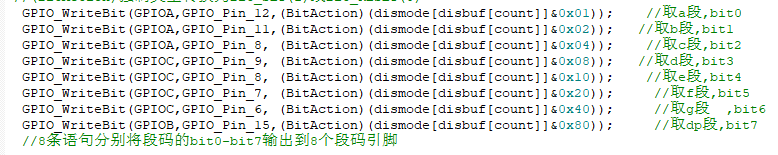 GPIO_WriteBit(GPIOA,GPIO_Pin_12,(BitAction)(dismode[disbuf[count]]&0x01)); //取a段,bit0
GPIO_WriteBit(GPIOA,GPIO_Pin_11,(BitAction)(dismode[disbuf[count]]&0x02)); //取b段,bit1
GPIO_WriteBit(GPIOA,GPIO_Pin_8, (BitAction)(dismode[disbuf[count]]&0x04)); //取c段,bit2
GPIO_WriteBit(GPIOC,GPIO_Pin_9, (BitAction)(dismode[disbuf[count]]&0x08)); //取d段,bit3
GPIO_WriteBit(GPIOC,GPIO_Pin_8, (BitAction)(dismode[disbuf[count]]&0x10)); //取e段,bit4
GPIO_WriteBit(GPIOC,GPIO_Pin_7, (BitAction)(dismode[disbuf[count]]&0x20)); //取f段,bit5
GPIO_WriteBit(GPIOC,GPIO_Pin_6, (BitAction)(dismode[disbuf[count]]&0x40)); //取g段 ,bit6
GPIO_WriteBit(GPIOB,GPIO_Pin_15,(BitAction)(dismode[disbuf[count]]&0x80)); //取dp段,bit7
//8条语句分别将段码的bit0-bit7输出到8个段码引脚